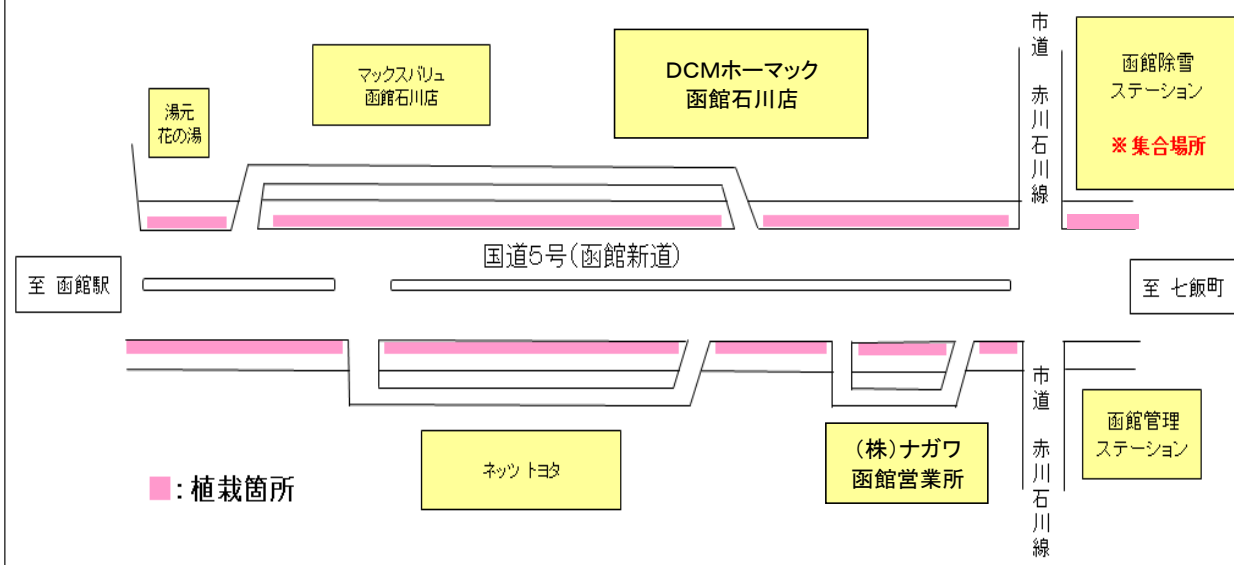 湯元
花の湯
マックスバリュ
函館石川店
DCMホーマック
函館石川店
市道 赤川石川線
函館除雪
ステーション
※集合場所
国道5号(函館新道)
至 函館駅
至 七飯町
ネッツトヨタ
(株)ナガワ
函館営業所
市道 赤川石川線
函館管理
ステーション
:植栽箇所